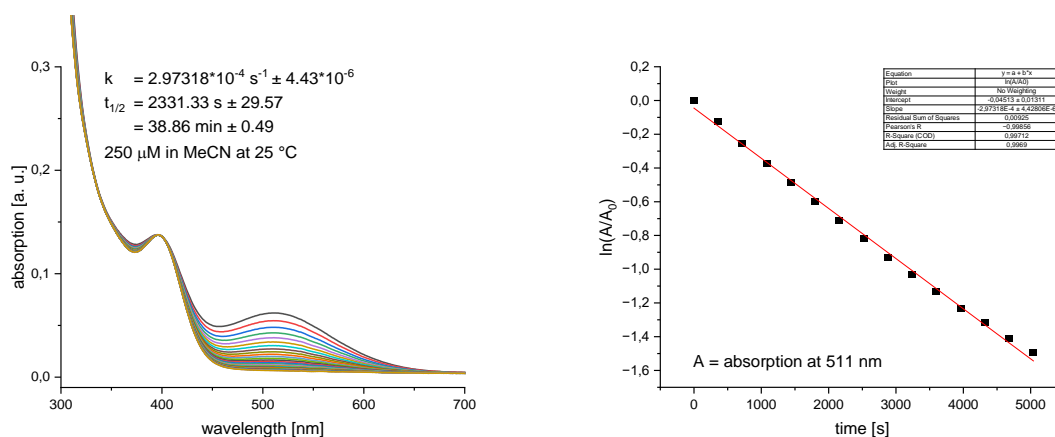 0,3
0,2
0,1
0,0
300
400
500
600
700
absorption [a. u.]
wavelength [nm]
k = 2.97318*10-4 s-1 ± 4.43*10-6
t1/2 = 2331.33 s ± 29.57
= 38.86 min ± 0.49
250 μM in MeCN at 25 °C
0,2
0,0
−0,2
−0,4
−0,6
−0,8
−1,0
−1,2
−1,4
−1,6
0
1000
2000
3000
4000
5000
ln(A/A0)
time [s]
A = absorption at 511 nm
Equation y = a + b*x
Plot ln(A/A0)
Weight No Weighting
Intercept -0,04513 ± 0,01311
Slope -2,97318E-4 ± 4,42806E-6
Residual Sum of Squares 0,00925
Pearson's R −0,99856
R-Square (COD) 0,99712
Adj. R-Square 0,9969